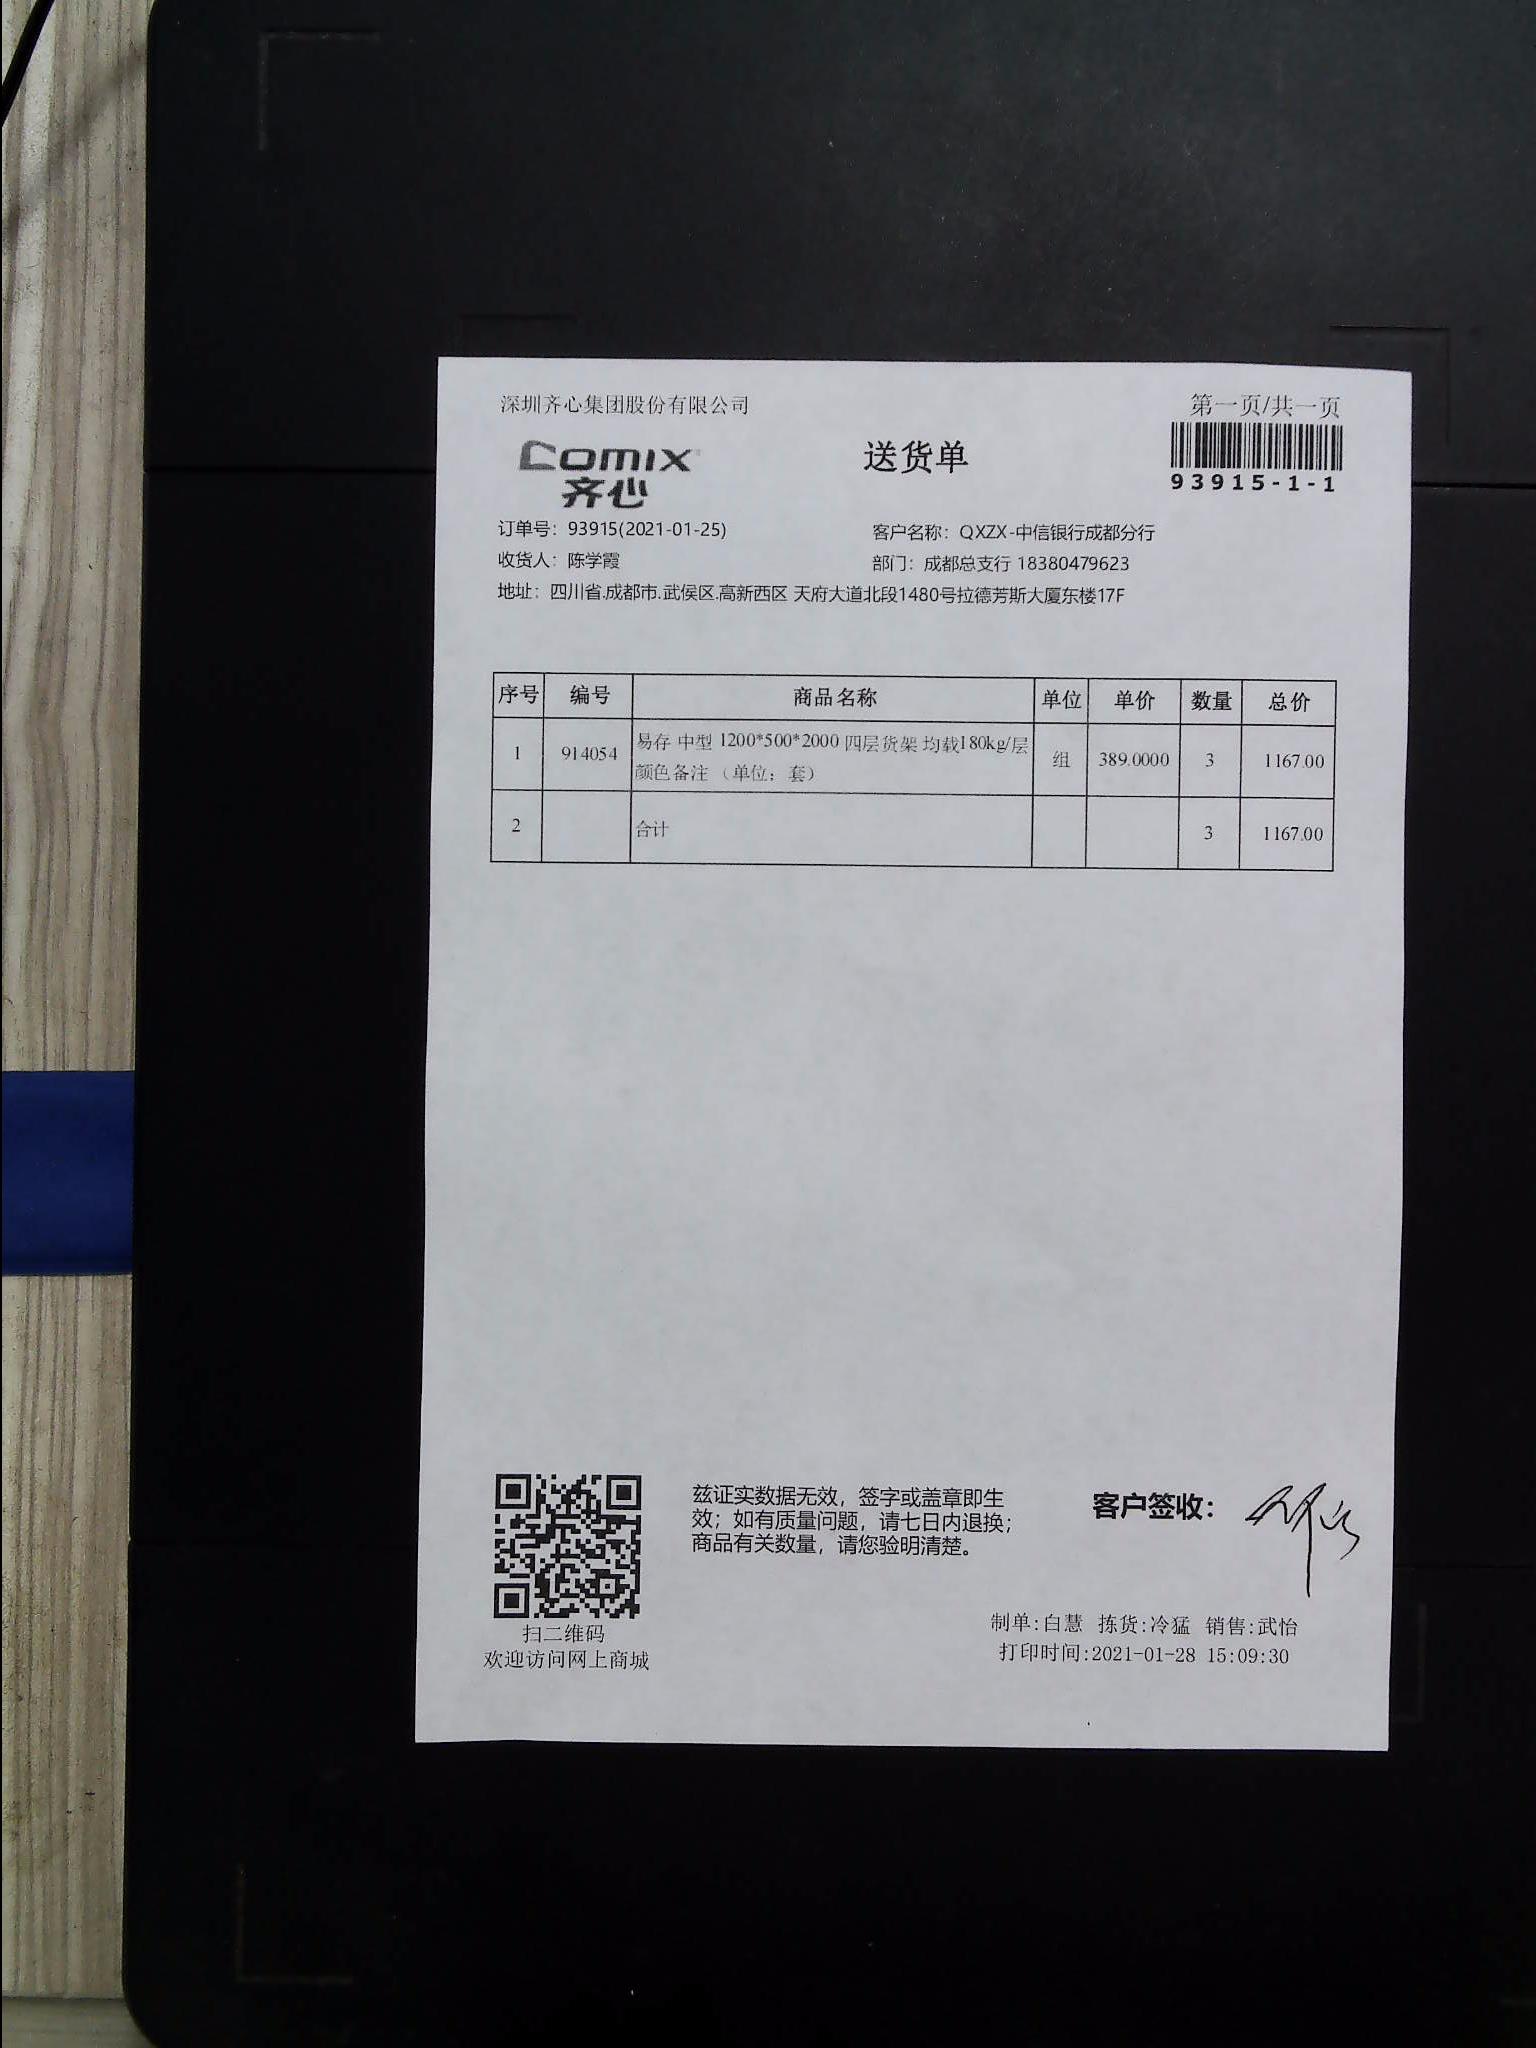 深圳齐心集团股份有限公司
第一页/共一页
comix
齐心
送货单
93915-1-1
订单号：93915(2021-01-25)
客户名称：QXZX-中信银行成都分行
收货人：陈学霞
部门：成都总支行 18380479623
地址：四川省.成都市.武侯区.高新西区 天府大道北段1480号拉德芳斯大厦东楼17F
序号 编号 商品名称 单位 单价 数量 总价
1 914054 易存 中型 1200*500*2000 四层货架 均载180kg/层 组 389.0000 3 1167.00
颜色备注 （单位；套）
2 合计 3 1167.00
兹证实数据无效，签字或盖章即生
效；如有质量问题，请七日内退换；
商品有关数量，请您验明清楚。
客户签收：
扫二维码
欢迎访问网上商城
制单:白慧 拣货:冷猛 销售:武怡
打印时间:2021-01-28 15:09:30